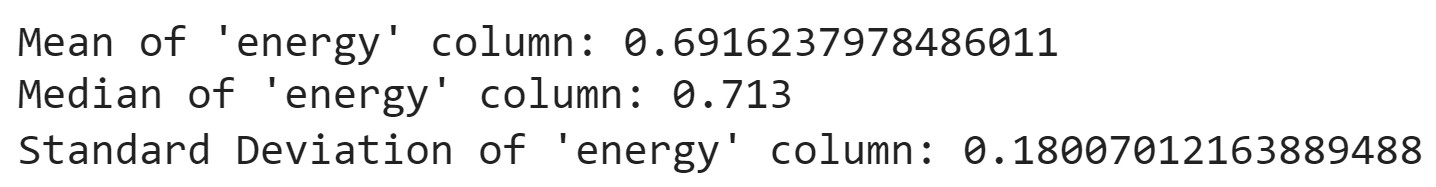 Mean of 'energy' column: 0.6916237978486011
Median of 'energy' column: 0.713
Standard Deviation of 'energy' column: 0.18007012163889488